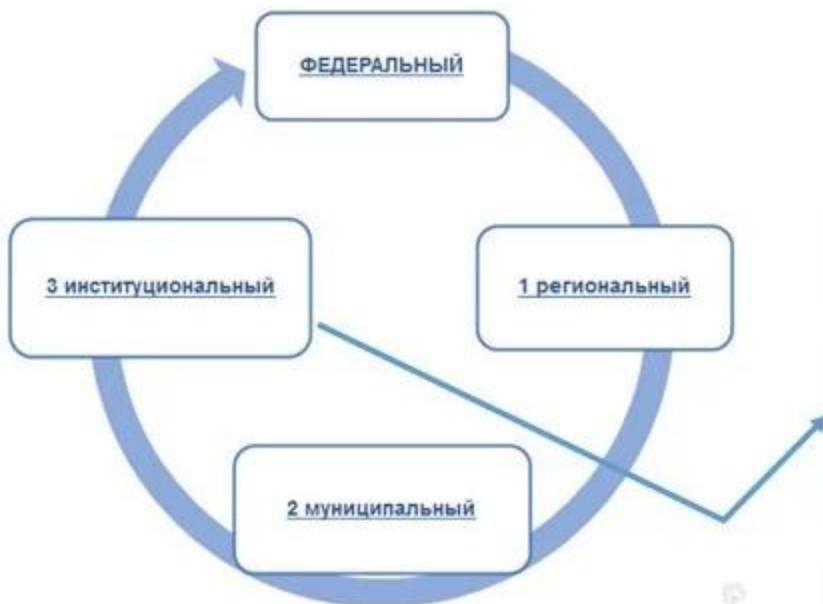 ФЕДЕРАЛЬНЫЙ
1 региональный
2 муниципальный
3 институциональный